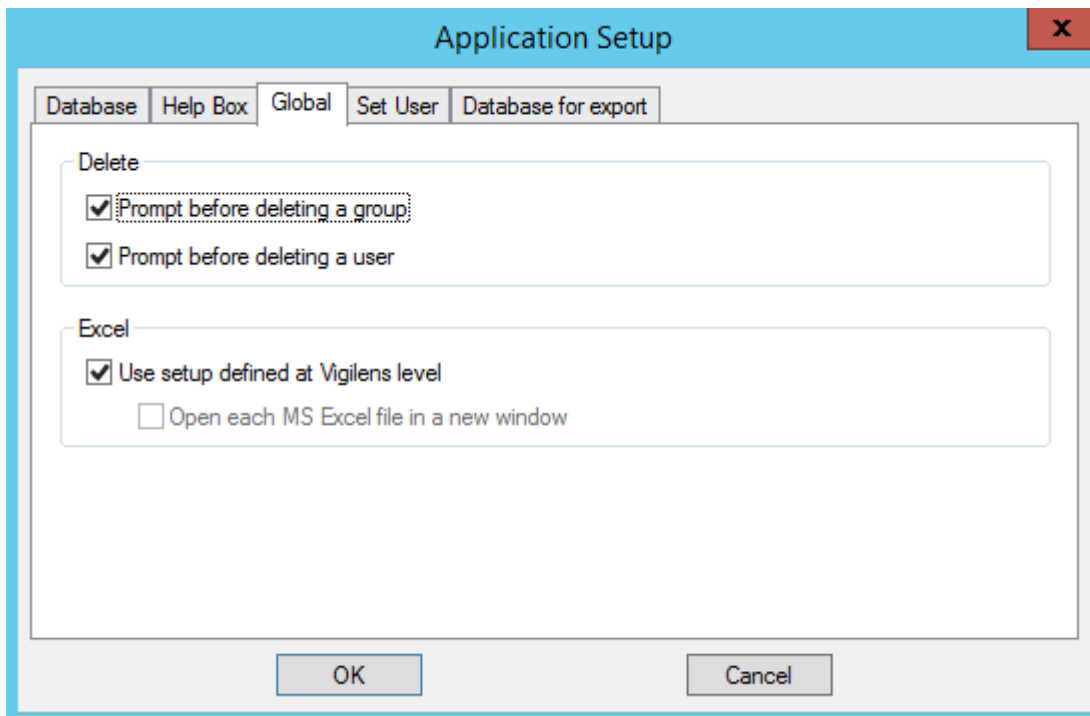 Application Setup
x
Database Help Box Global Set User Database for export
Delete
Prompt before deleting a group
Prompt before deleting a user
Excel
Use setup defined at Vigilens level
Open each MS Excel file in a new window
OK Cancel